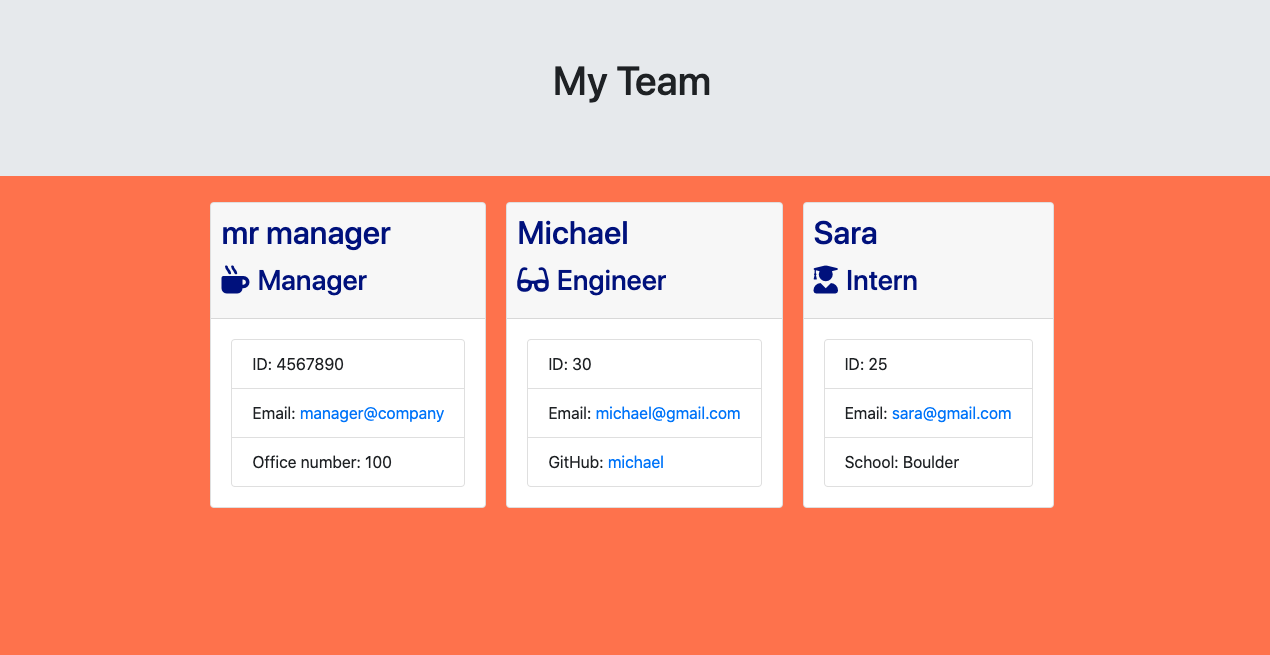 My Team
mr manager
Manager
ID: 4567890
Email: manager@company
Office number: 100
Michael
Engineer
ID: 30
Email: michael@gmail.com
GitHub: michael
Sara
Intern
ID: 25
Email: sara@gmail.com
School: Boulder